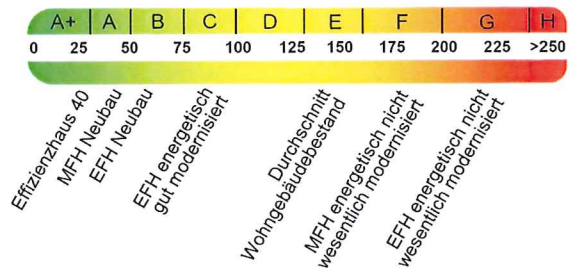 A+ A B C D E F G H
0 25 50 75 100 125 150 175 200 225 >250
Effizienzhaus 40
MFH Neubau
EFH Neubau
EFH energetisch
gut modernisiert
Durchschnitt
Wohngebäudebestand
MFH energetisch nicht
wesentlich modernisiert
EFH energetisch nicht
wesentlich modernisiert